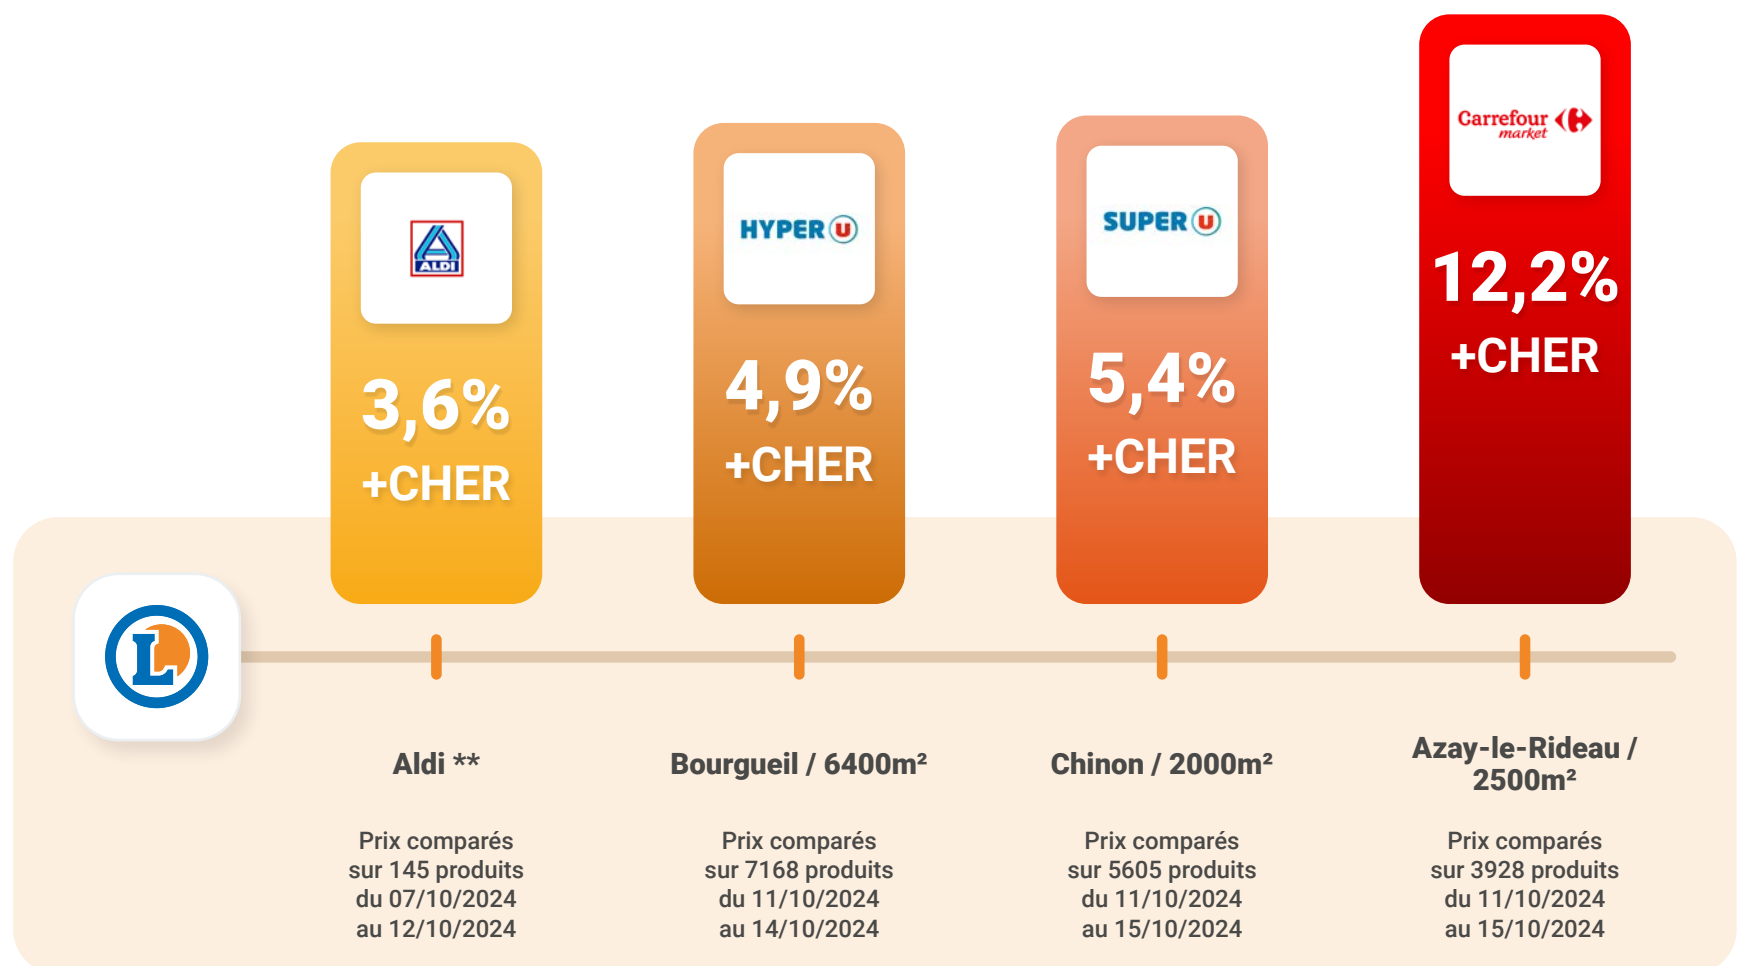 ALDI
3,6%
+CHER
HYPER U
4,9%
+CHER
SUPER U
5,4%
+CHER
Carrefour
market
12,2%
+CHER
L
Aldi **
Prix comparés
sur 145 produits
du 07/10/2024
au 12/10/2024
Bourgueil / 6400m²
Prix comparés
sur 7168 produits
du 11/10/2024
au 14/10/2024
Chinon / 2000m²
Prix comparés
sur 5605 produits
du 11/10/2024
au 15/10/2024
Azay-le-Rideau /
2500m²
Prix comparés
sur 3928 produits
du 11/10/2024
au 15/10/2024